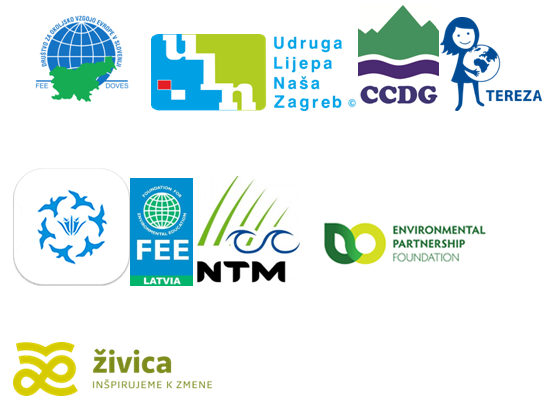 DRUŠTVO ZA OKOLJSKO VZGOJO EVROPE V SLOVENIJI
FEE DOVES
uln
Udruga
Lijepa
Naša
Zagreb ©
CCDG
TEREZA
FOUNDATION FOR
ENVIRONMENTAL EDUCATION
FEE
LATVIA
NTM
ENVIRONMENTAL
PARTNERSHIP
FOUNDATION
živica
INŠPIRUJEME K ZMENE